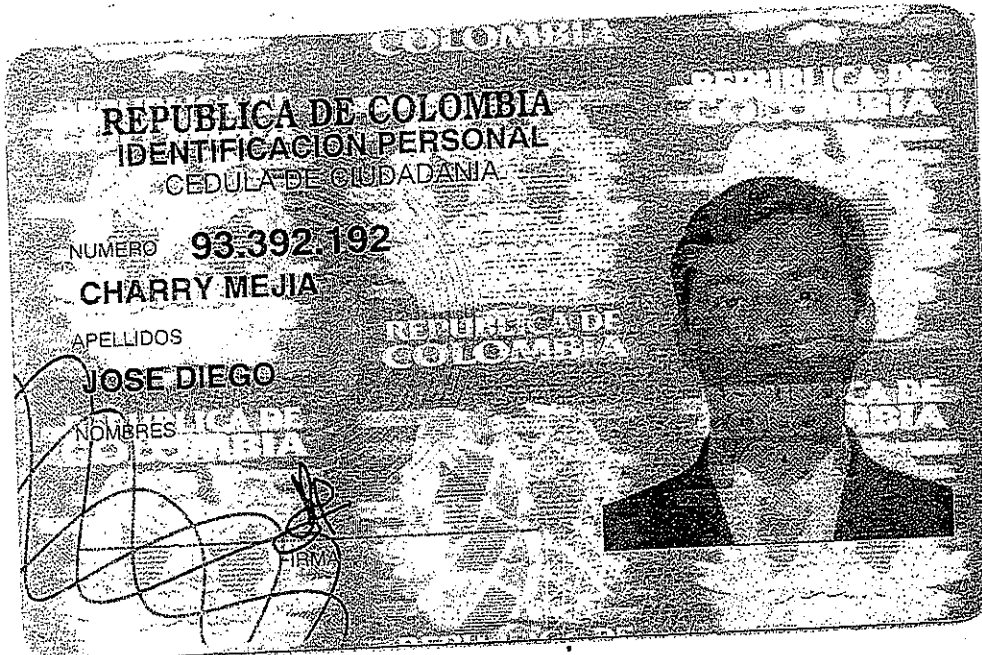 COLOMBIA
REPUBLICA DE
COLOMBIA
REPUBLICA DE COLOMBIA
IDENTIFICACION PERSONAL
CEDULA DE CIUDADANIA
NUMERO 93.392.192
CHARRY MEJIA
APELLIDOS
REPUBLICA DE
COLOMBIA
JOSE DIEGO
NOMBRES
FIRMA